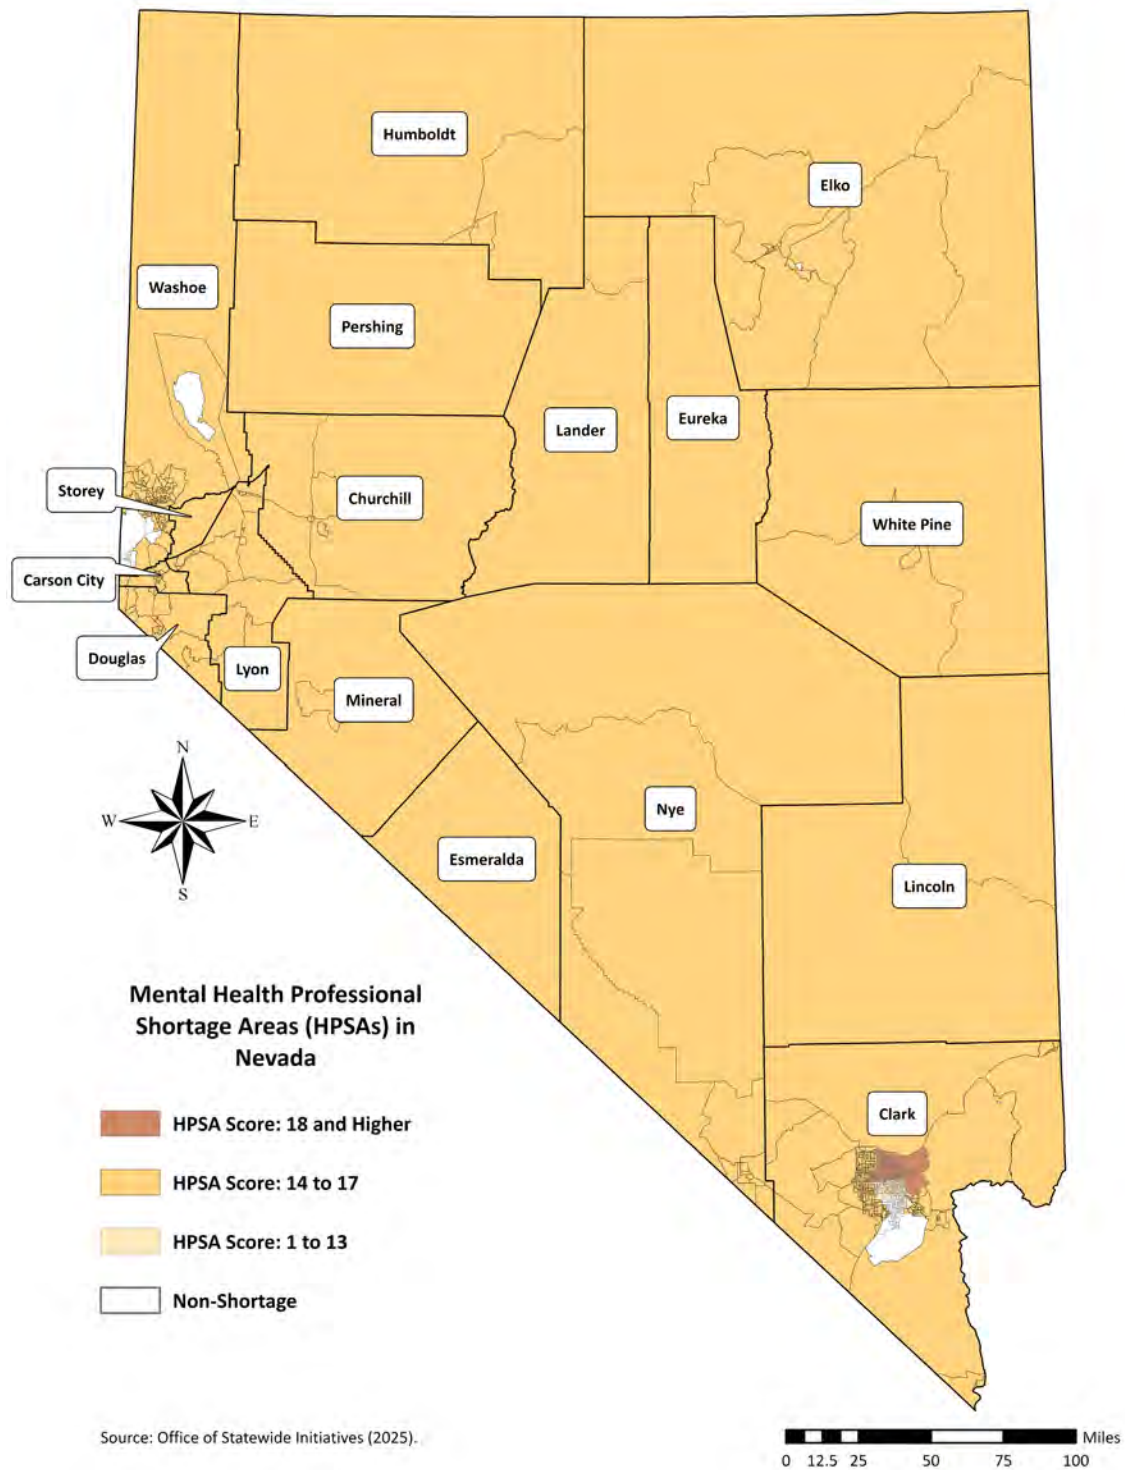 Humboldt
Elko
Washoe
Pershing
Lander
Eureka
Storey
Churchill
White Pine
Carson City
Douglas
Lyon
Mineral
N
W
E
S
Nye
Esmeralda
Lincoln
Mental Health Professional
Shortage Areas (HPSAs) in
Nevada
Clark
HPSA Score: 18 and Higher
HPSA Score: 14 to 17
HPSA Score: 1 to 13
Non-Shortage
Source: Office of Statewide Initiatives (2025).
Miles
0 12.5 25 50 75 100